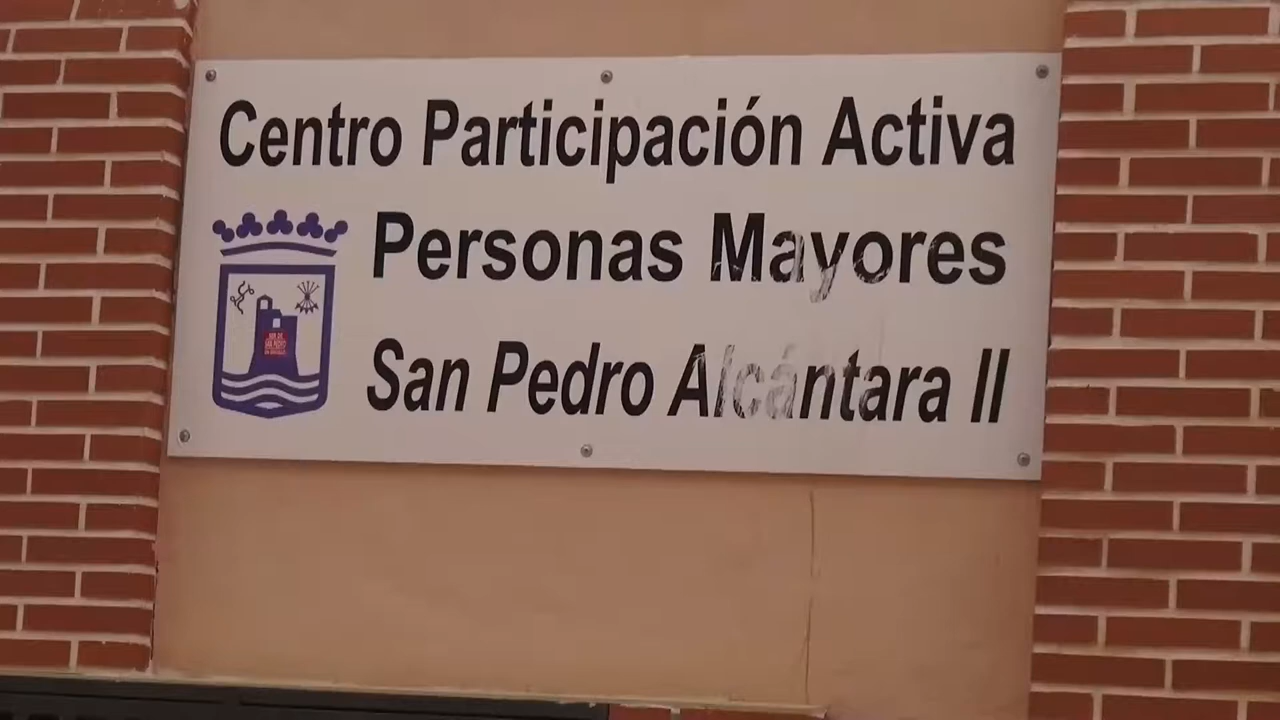 Centro Participación Activa
Personas Mayores
San Pedro Alcántara II